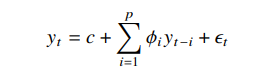 $y_t = c + \sum_{i=1}^{p} \phi_i y_{t-i} + \epsilon_t$